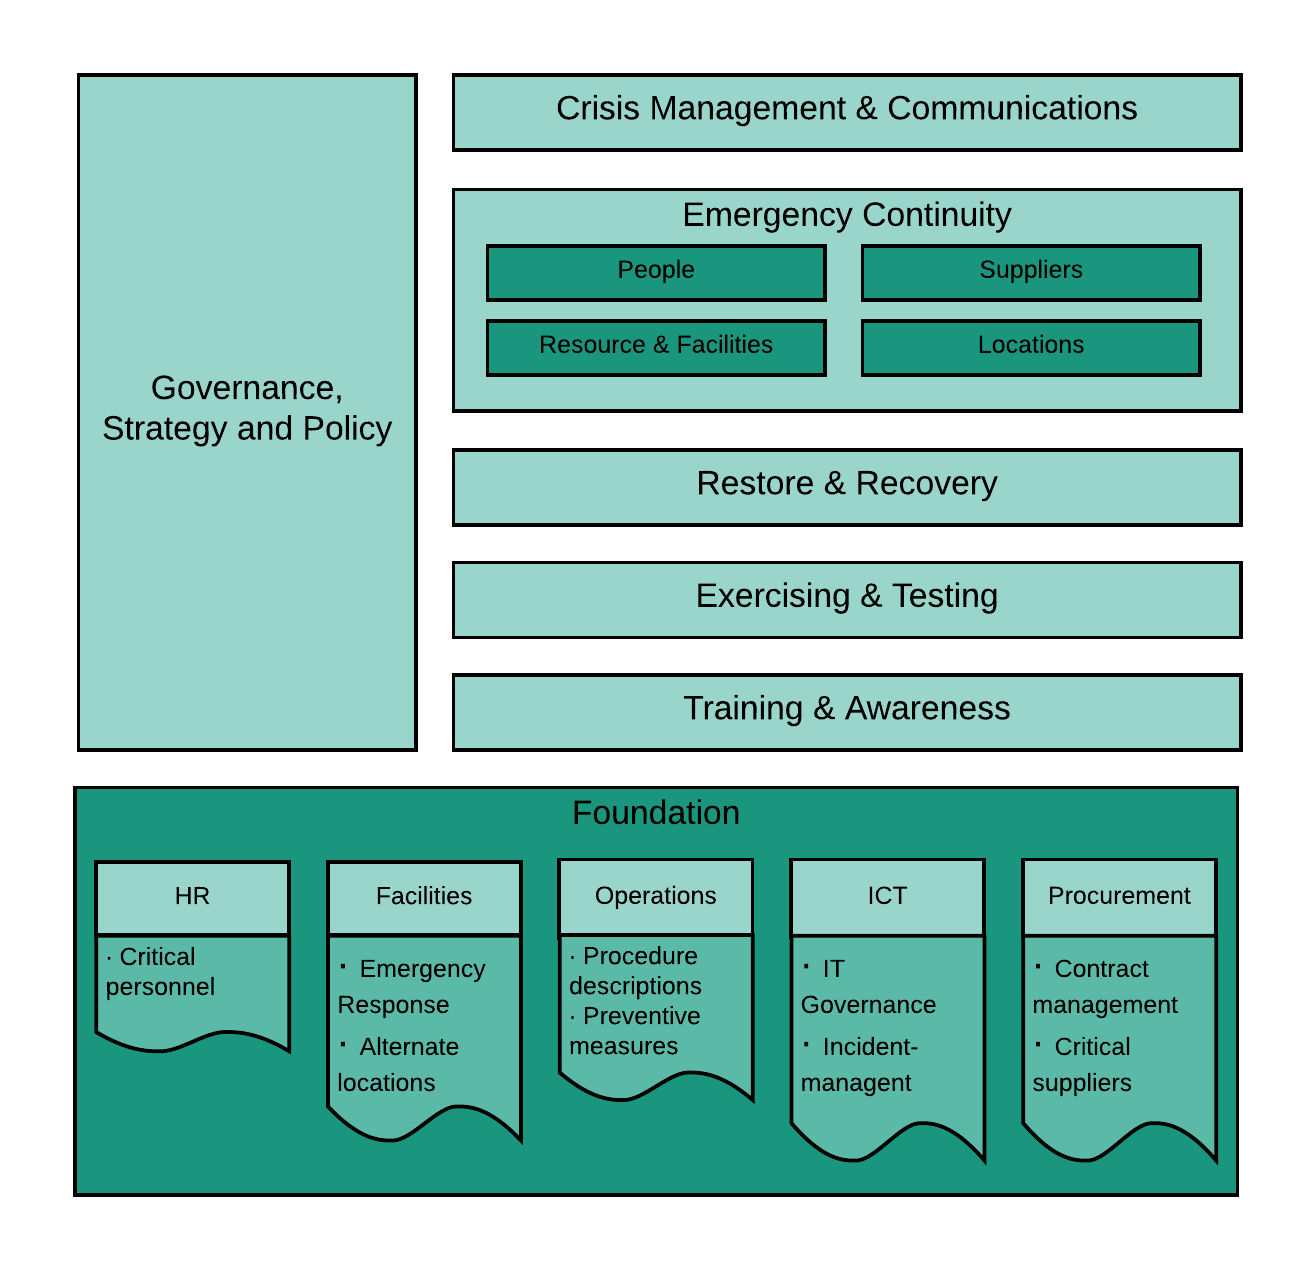 Governance,
Strategy and Policy
Crisis Management & Communications
Emergency Continuity
People
Suppliers
Resource & Facilities
Locations
Restore & Recovery
Exercising & Testing
Training & Awareness
Foundation
HR
· Critical
personnel
Facilities
· Emergency
Response
· Alternate
locations
Operations
· Procedure
descriptions
· Preventive
measures
ICT
· IT
Governance
· Incident-
managent
Procurement
· Contract
management
· Critical
suppliers